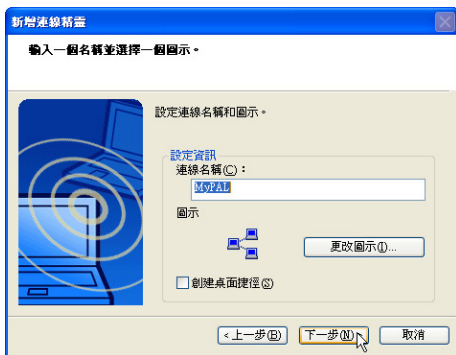 新增連線精靈
輸入一個名稱並選擇一個圖示。
設定連線名稱和圖示。
設定資訊
連線名稱(C)：
MyPAL
圖示
更改圖示(I)...
創建桌面捷徑(S)
<上一步(B)
下一步(N)>
取消